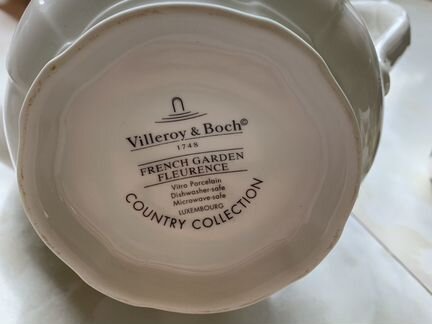 Villeroy & Boch©
1748
FRENCH GARDEN
FLEURENCE
Vitro Porcelain
Dishwasher-safe
Microwave-safe
LUXEMBOURG
COUNTRY COLLECTION